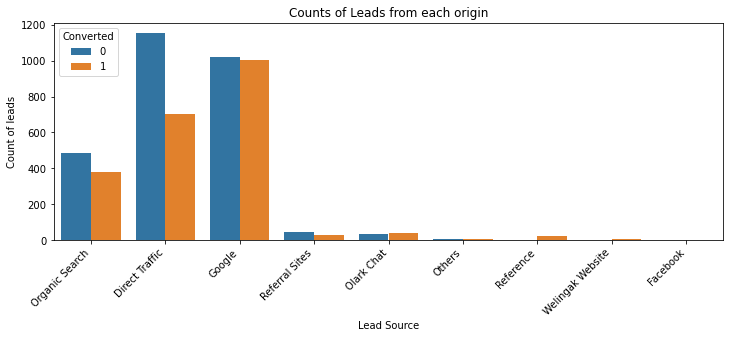 Counts of Leads from each origin
Converted
0
1
1200
1000
800
600
400
200
0
Count of leads
Organic Search
Direct Traffic
Google
Referral Sites
Olark Chat
Others
Reference
Welingak Website
Facebook
Lead Source